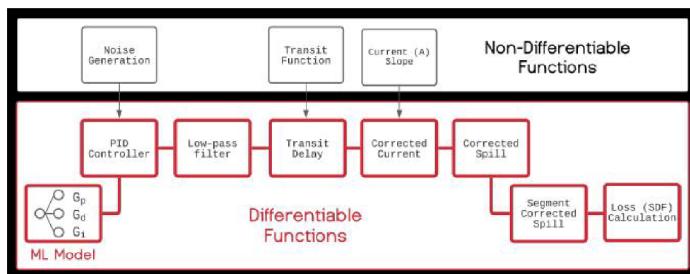 Noise
Generation
Transit
Function
Current (A)
Slope
Non-Differentiable
Functions
PID
Controller
Low-pass
filter
Transit
Delay
Corrected
Current
Corrected
Spill
Gp
Gd
Gi
ML Model
Differentiable
Functions
Segment
Corrected
Spill
Loss (SDF)
Calculation